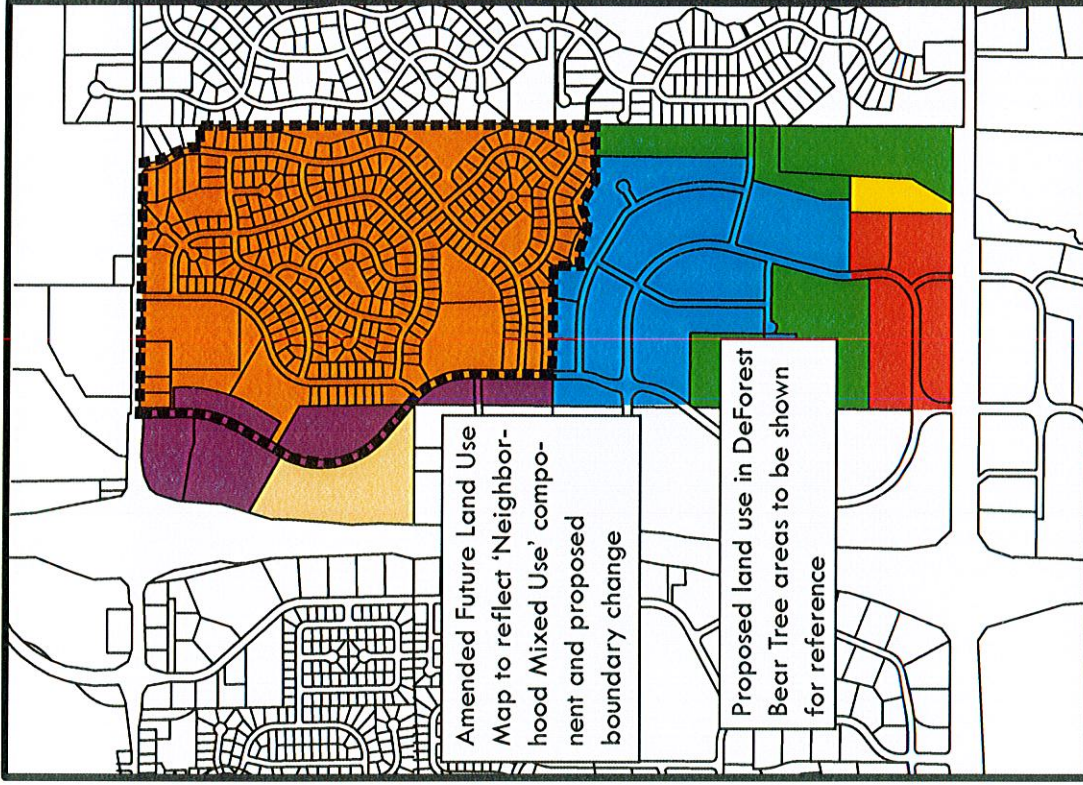 Amended Future Land Use
Map to reflect 'Neighbor-
hood Mixed Use' compo-
nent and proposed
boundary change
Proposed land use in DeForest
Bear Tree areas to be shown
for reference